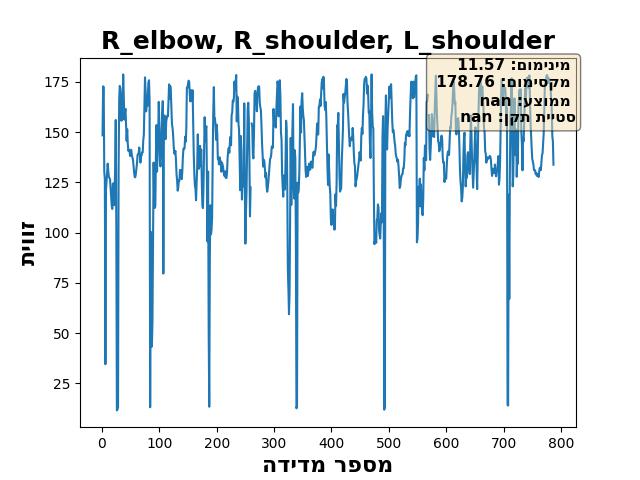 R_elbow, R_shoulder, L_shoulder
מינימום: 11.57
מקסימום: 178.76
ממוצע: nan
סטיית תקן: nan
175
150
125
100
75
50
25
זווית
0 100 200 300 400 500 600 700 800
מספר מדידה